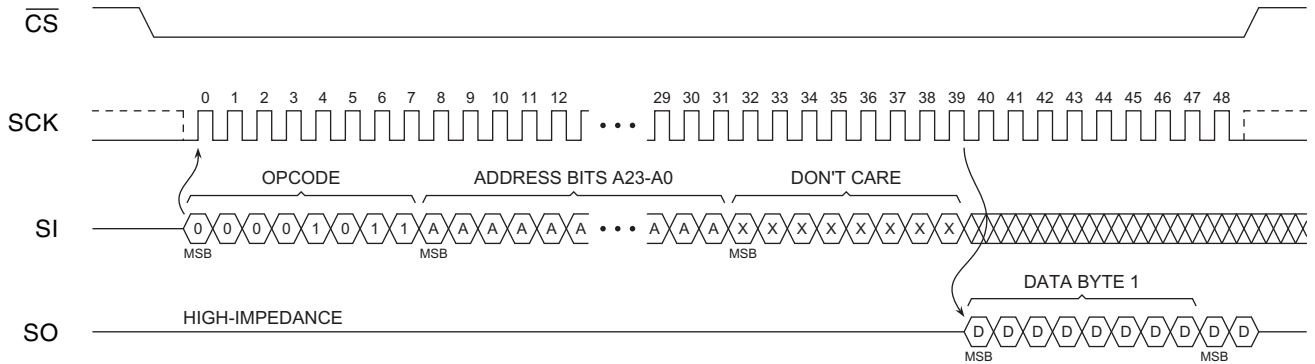 CS
SCK
0 1 2 3 4 5 6 7 8 9 10 11 12 29 30 31 32 33 34 35 36 37 38 39 40 41 42 43 44 45 46 47 48
OPCODE ADDRESS BITS A23-A0 DON'T CARE
SI 0 0 0 0 1 0 1 1 A A A A A A A A A X X X X X X X X
MSB MSB MSB
DATA BYTE 1
HIGH-IMPEDANCE
SO D D D D D D D D D D
MSB MSB